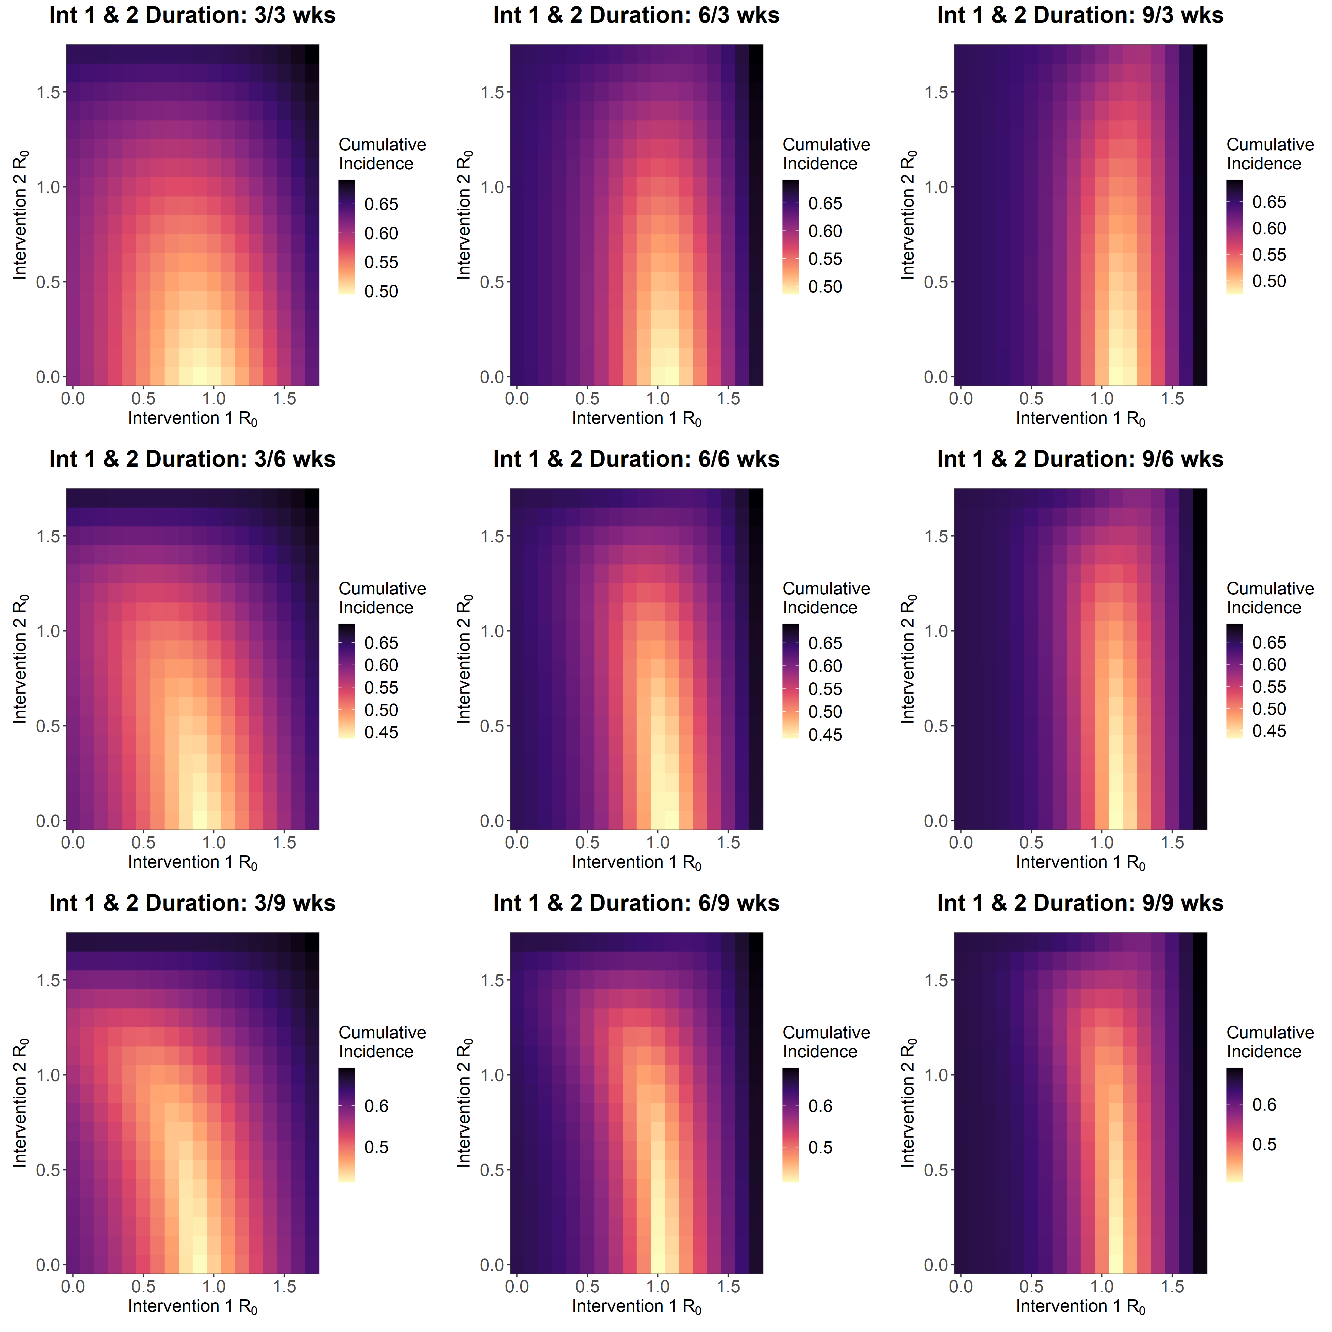 Int 1 & 2 Duration: 3/3 wks
Intervention 2 R0
1.5
1.0
0.5
0.0
0.0 0.5 1.0 1.5
Intervention 1 R0
Cumulative
Incidence
0.65
0.60
0.55
0.50
Int 1 & 2 Duration: 6/3 wks
Intervention 2 R0
1.5
1.0
0.5
0.0
0.0 0.5 1.0 1.5
Intervention 1 R0
Cumulative
Incidence
0.65
0.60
0.55
0.50
Int 1 & 2 Duration: 9/3 wks
Intervention 2 R0
1.5
1.0
0.5
0.0
0.0 0.5 1.0 1.5
Intervention 1 R0
Cumulative
Incidence
0.65
0.60
0.55
0.50
Int 1 & 2 Duration: 3/6 wks
Intervention 2 R0
1.5
1.0
0.5
0.0
0.0 0.5 1.0 1.5
Intervention 1 R0
Cumulative
Incidence
0.65
0.60
0.55
0.50
0.45
Int 1 & 2 Duration: 6/6 wks
Intervention 2 R0
1.5
1.0
0.5
0.0
0.0 0.5 1.0 1.5
Intervention 1 R0
Cumulative
Incidence
0.65
0.60
0.55
0.50
0.45
Int 1 & 2 Duration: 9/6 wks
Intervention 2 R0
1.5
1.0
0.5
0.0
0.0 0.5 1.0 1.5
Intervention 1 R0
Cumulative
Incidence
0.65
0.60
0.55
0.50
0.45
Int 1 & 2 Duration: 3/9 wks
Intervention 2 R0
1.5
1.0
0.5
0.0
0.0 0.5 1.0 1.5
Intervention 1 R0
Cumulative
Incidence
0.6
0.5
Int 1 & 2 Duration: 6/9 wks
Intervention 2 R0
1.5
1.0
0.5
0.0
0.0 0.5 1.0 1.5
Intervention 1 R0
Cumulative
Incidence
0.6
0.5
Int 1 & 2 Duration: 9/9 wks
Intervention 2 R0
1.5
1.0
0.5
0.0
0.0 0.5 1.0 1.5
Intervention 1 R0
Cumulative
Incidence
0.6
0.5